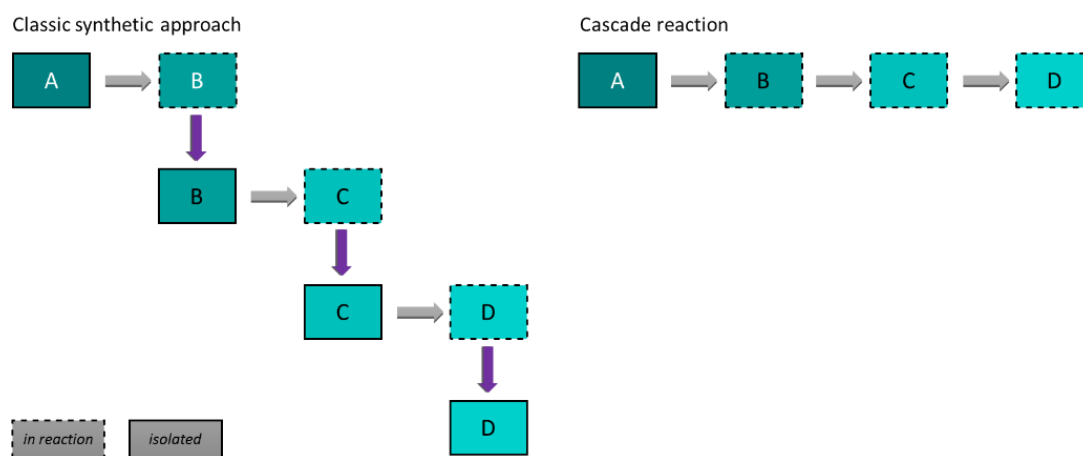 Classic synthetic approach
Cascade reaction
A
B
A
B
C
D
B
C
C
D
D
in reaction
isolated